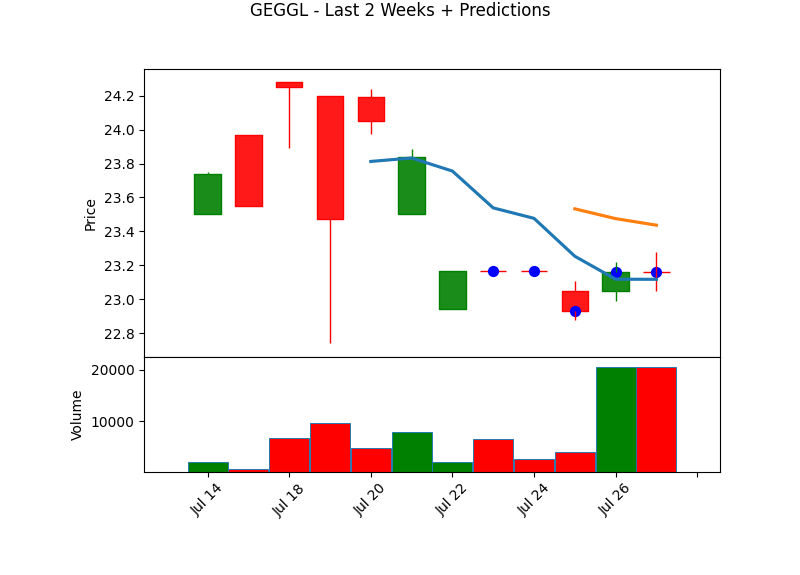 GEGGL - Last 2 Weeks + Predictions
Price
24.2
24.0
23.8
23.6
23.4
23.2
23.0
22.8
Volume
20000
10000
Jul 14
Jul 18
Jul 20
Jul 22
Jul 24
Jul 26